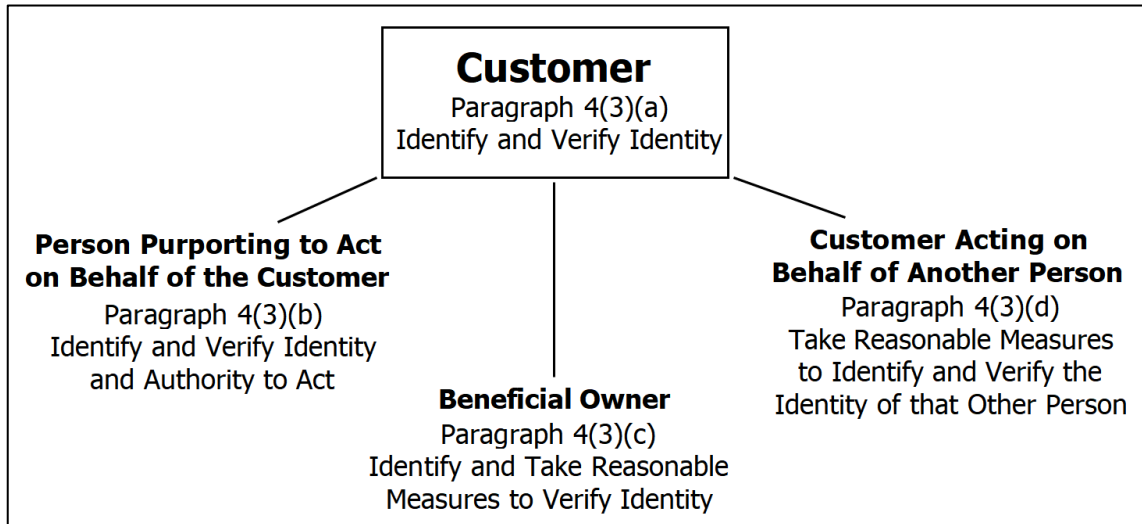 Customer
Paragraph 4(3)(a)
Identify and Verify Identity
Person Purporting to Act
on Behalf of the Customer
Paragraph 4(3)(b)
Identify and Verify Identity
and Authority to Act
Beneficial Owner
Paragraph 4(3)(c)
Identify and Take Reasonable
Measures to Verify Identity
Customer Acting on
Behalf of Another Person
Paragraph 4(3)(d)
Take Reasonable Measures
to Identify and Verify the
Identity of that Other Person